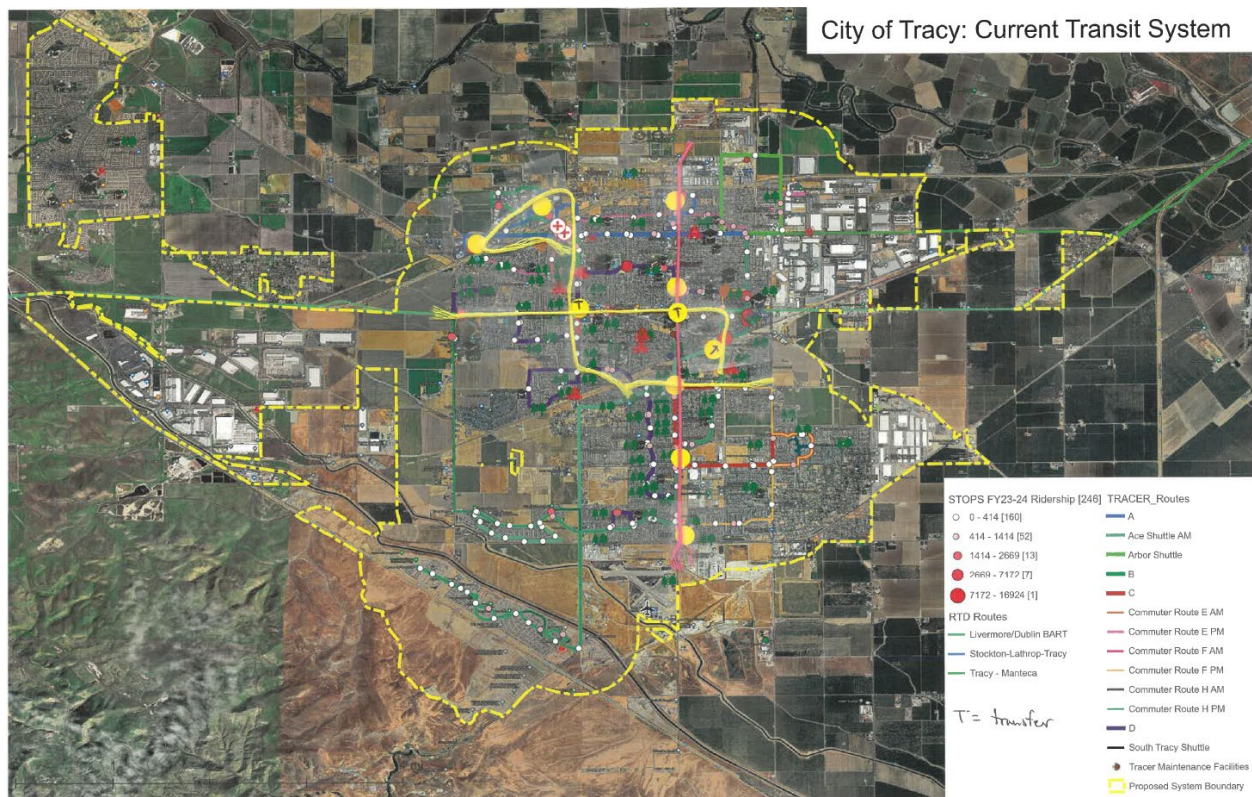 City of Tracy: Current Transit System
T
T
T
STOPS FY23-24 Ridership [246]
0 - 414 [160]
414 - 1414 [52]
1414 - 2669 [13]
2669 - 7172 [7]
7172 - 16924 [1]
RTD Routes
Livermore/Dublin BART
Stockton-Lathrop-Tracy
Tracy - Manteca
T = transfer
TRACER_Routes
A
Ace Shuttle AM
Arbor Shuttle
B
C
Commuter Route E AM
Commuter Route E PM
Commuter Route F AM
Commuter Route F PM
Commuter Route H AM
Commuter Route H PM
D
South Tracy Shuttle
Tracer Maintenance Facilities
Proposed System Boundary